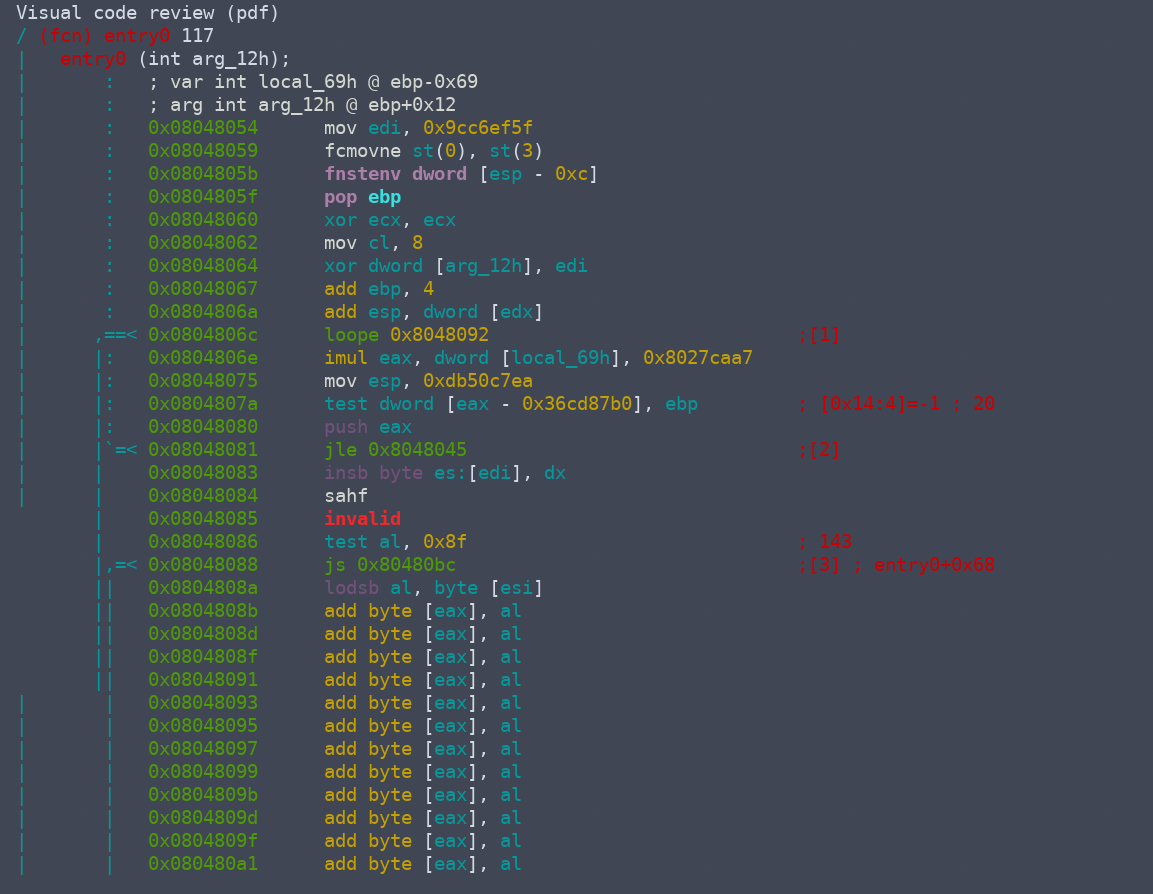 Visual code review (pdf)
/ (fcn) entry0 117
|   entry0 (int arg_12h);
|       :   ; var int local_69h @ ebp-0x69
|       :   ; arg int arg_12h @ ebp+0x12
|       :   0x08048054      mov edi, 0x9cc6ef5f
|       :   0x08048059      fcmovne st(0), st(3)
|       :   0x0804805b      fnstenv dword [esp - 0xc]
|       :   0x0804805f      pop ebp
|       :   0x08048060      xor ecx, ecx
|       :   0x08048062      mov cl, 8
|       :   0x08048064      xor dword [arg_12h], edi
|       :   0x08048067      add ebp, 4
|       :   0x0804806a      add esp, dword [edx]
|      ,==< 0x0804806c      loope 0x8048092                            ;[1]
|      |:   0x0804806e      imul eax, dword [local_69h], 0x8027caa7
|      |:   0x08048075      mov esp, 0xdb50c7ea
|      |:   0x0804807a      test dword [eax - 0x36cd87b0], ebp         ; [0x14:4]=-1 ; 20
|      |:   0x08048080      push eax
|      |`=< 0x08048081      jle 0x8048045                              ;[2]
|      |    0x08048083      insb byte es:[edi], dx
|      |    0x08048084      sahf
       |    0x08048085      invalid
       |    0x08048086      test al, 0x8f                              ; 143
       |,=< 0x08048088      js 0x80480bc                               ;[3] ; entry0+0x68
       ||   0x0804808a      lodsb al, byte [esi]
       ||   0x0804808b      add byte [eax], al
       ||   0x0804808d      add byte [eax], al
       ||   0x0804808f      add byte [eax], al
       ||   0x08048091      add byte [eax], al
|       |   0x08048093      add byte [eax], al
|       |   0x08048095      add byte [eax], al
|       |   0x08048097      add byte [eax], al
|       |   0x08048099      add byte [eax], al
|       |   0x0804809b      add byte [eax], al
|       |   0x0804809d      add byte [eax], al
|       |   0x0804809f      add byte [eax], al
|       |   0x080480a1      add byte [eax], al